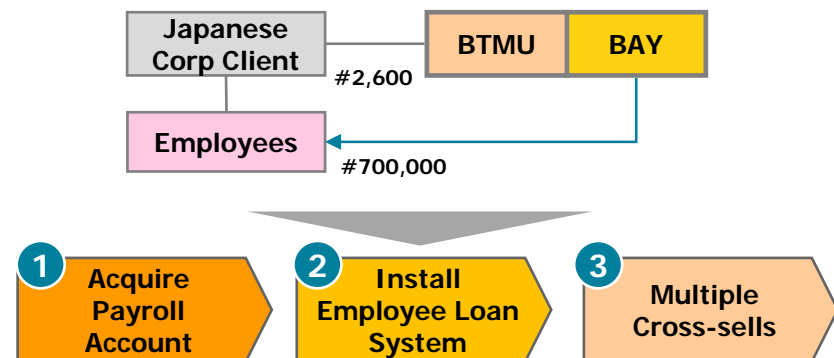 Japanese
Corp Client
BTMU
BAY
#2,600
Employees
#700,000
1
Acquire
Payroll
Account
2
Install
Employee Loan
System
3
Multiple
Cross-sells